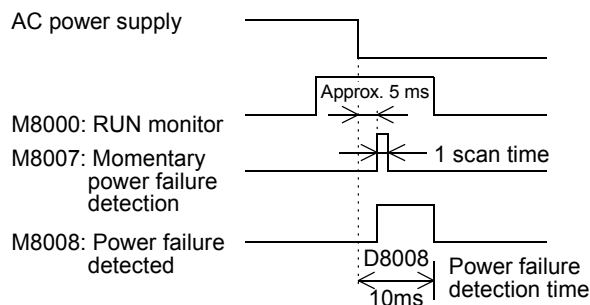 AC power supply
Approx. 5 ms
M8000: RUN monitor
M8007: Momentary
power failure
detection
1 scan time
M8008: Power failure
detected
D8008
10ms
Power failure
detection time